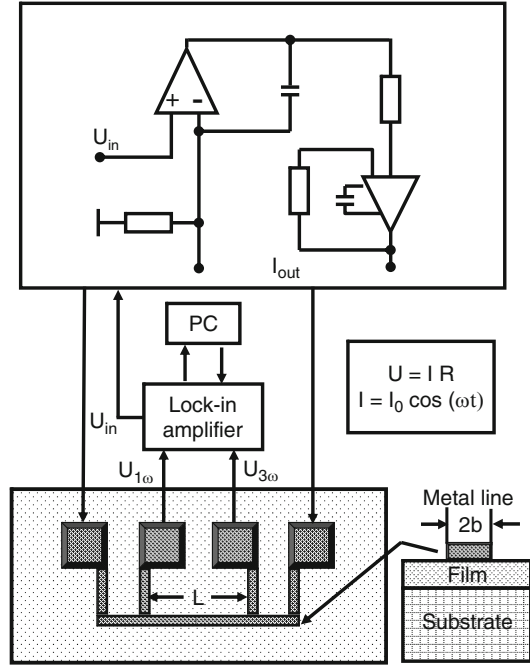 + -
U_in
I_out
PC
U = I R
I = I_0 cos (ωt)
Lock-in
amplifier
U_in
U_1ω
U_3ω
Metal line
2b
L
Film
Substrate